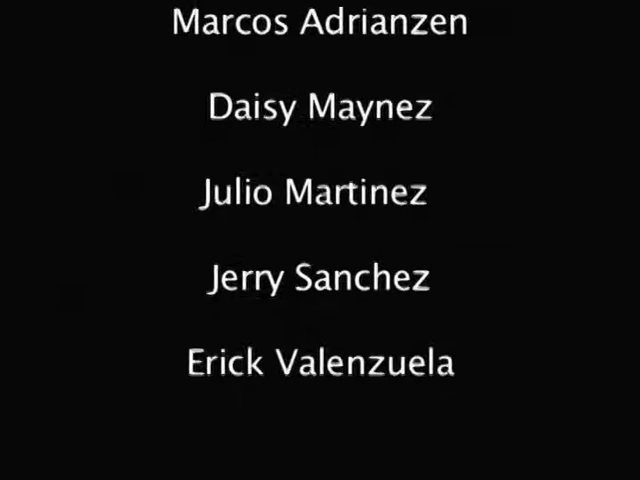 Marcos Adrianzen
Daisy Maynez
Julio Martinez
Jerry Sanchez
Erick Valenzuela